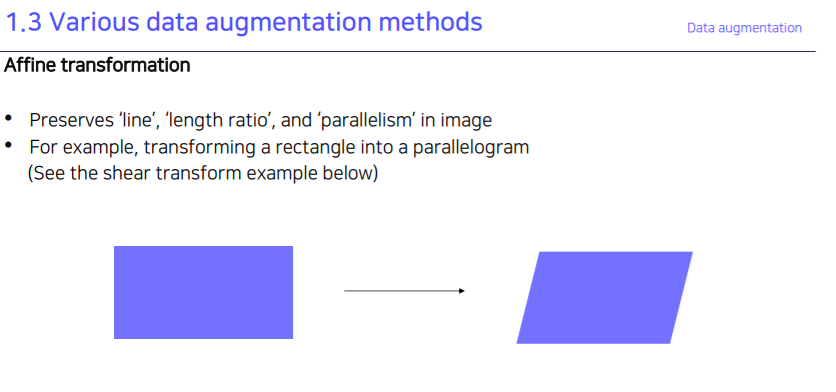 1.3 Various data augmentation methods
Data augmentation
Affine transformation
• Preserves ‘line’, ‘length ratio’, and ‘parallelism’ in image
• For example, transforming a rectangle into a parallelogram
(See the shear transform example below)